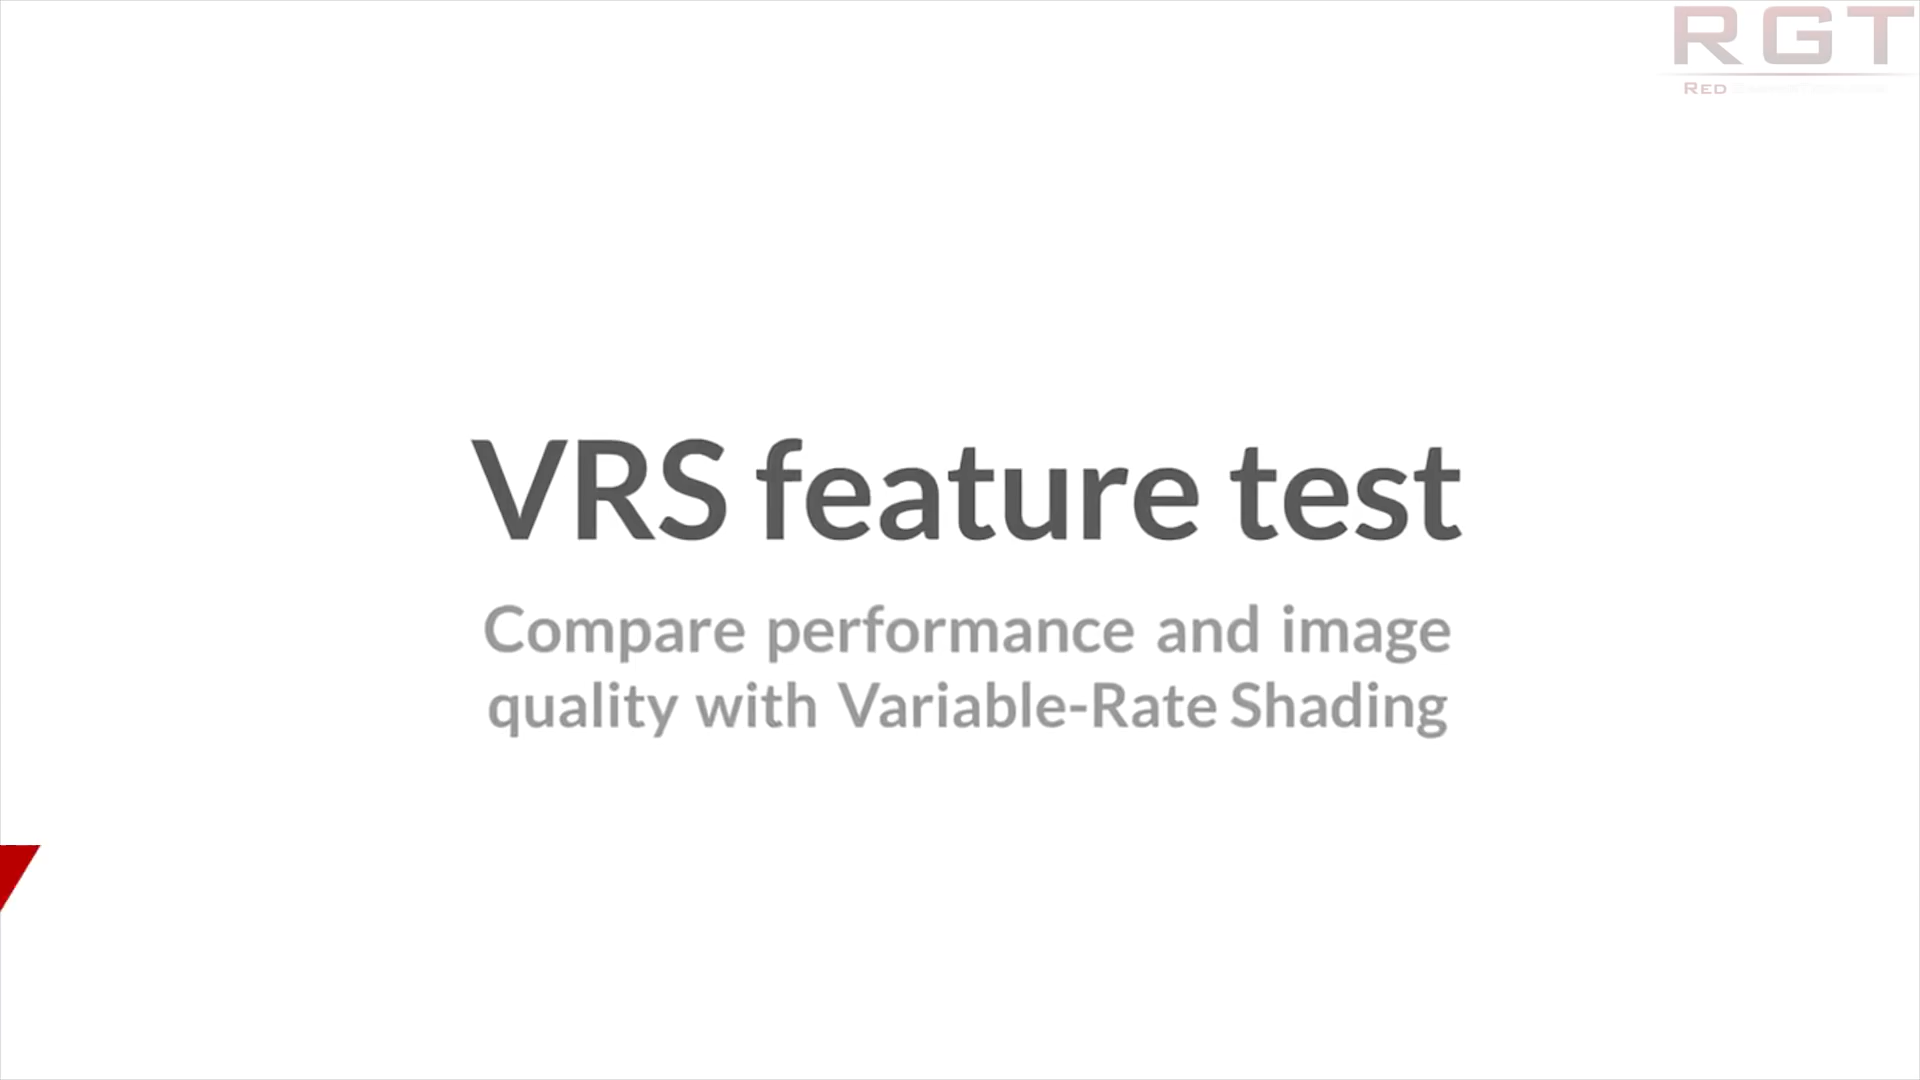 RGT
RED
VRS feature test
Compare performance and image
quality with Variable-Rate Shading